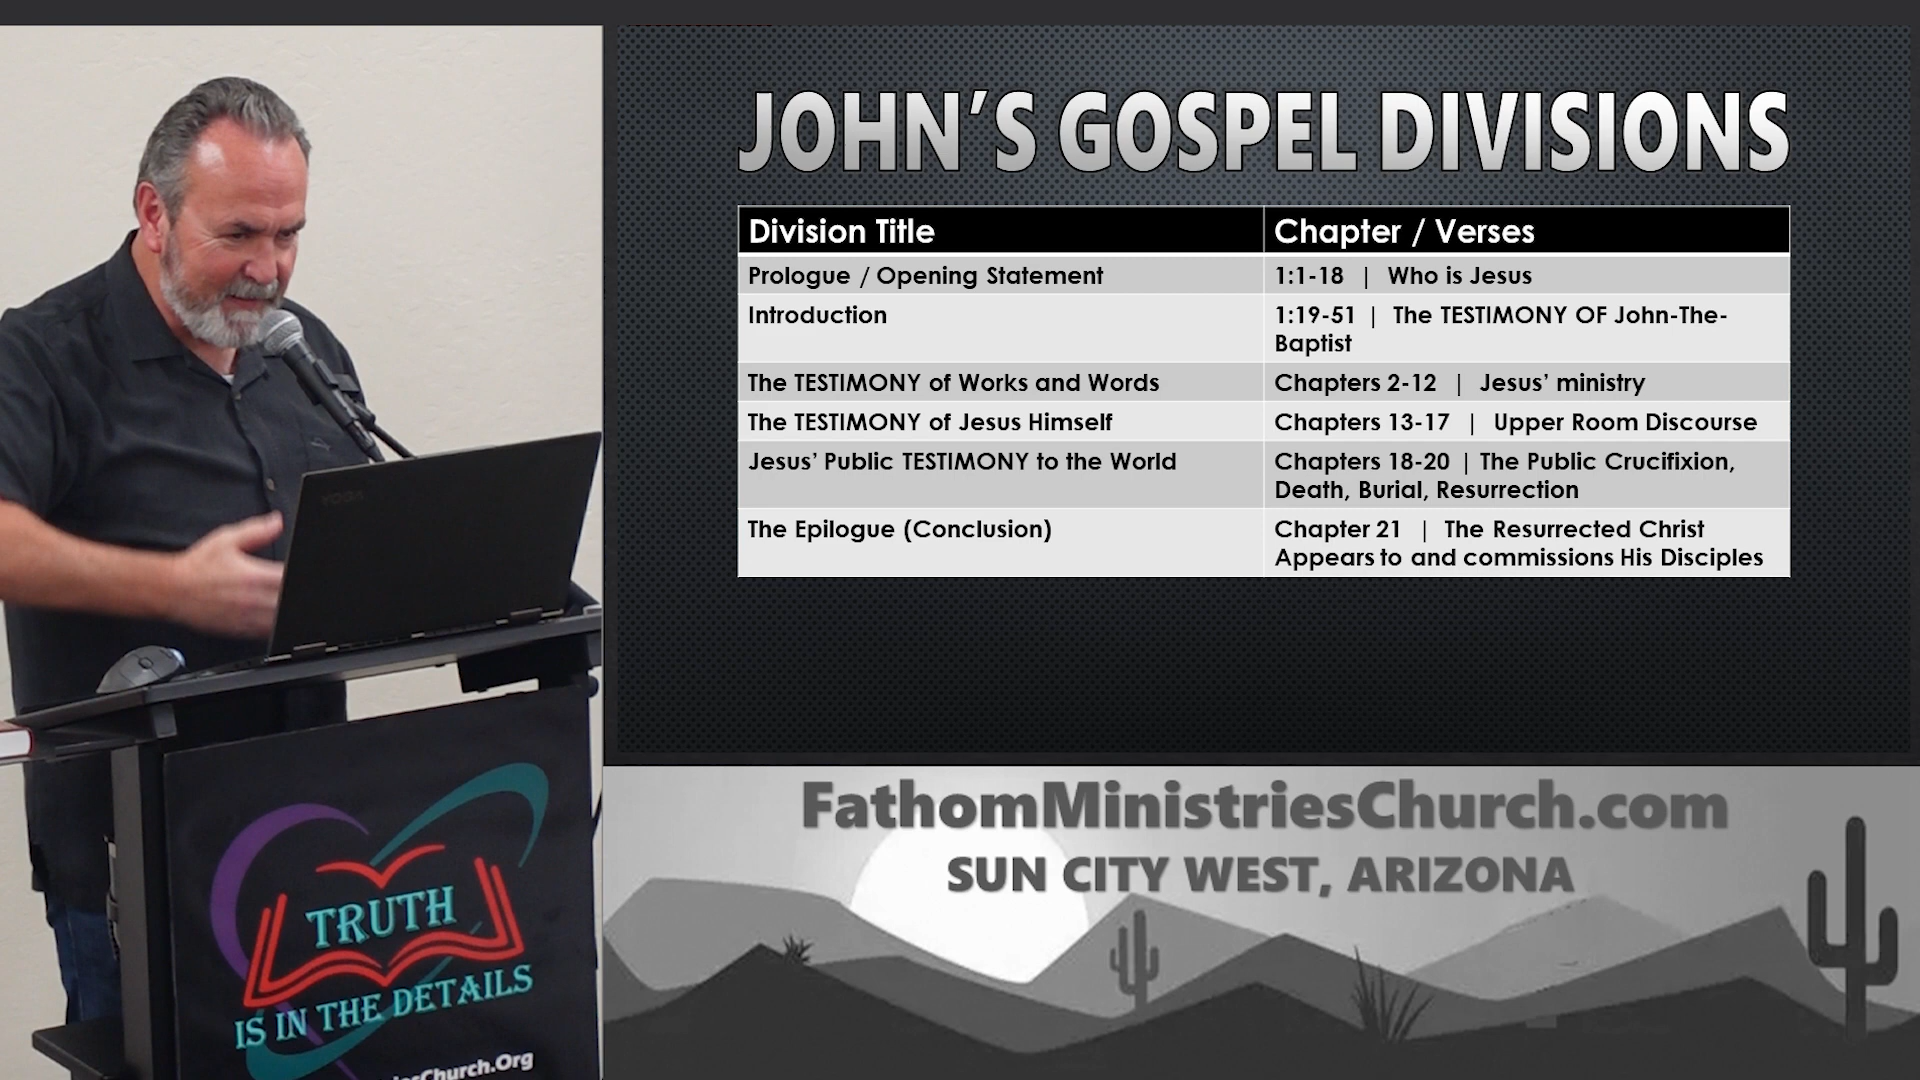 JOHN'S GOSPEL DIVISIONS
Division Title
Chapter / Verses
Prologue / Opening Statement
1:1-18 | Who is Jesus
Introduction
1:19-51 | The TESTIMONY OF John-The-
Baptist
The TESTIMONY of Works and Words
Chapters 2-12 | Jesus' ministry
The TESTIMONY of Jesus Himself
Chapters 13-17 | Upper Room Discourse
Jesus' Public TESTIMONY to the World
Chapters 18-20 | The Public Crucifixion,
Death, Burial, Resurrection
The Epilogue (Conclusion)
Chapter 21 | The Resurrected Christ
Appears to and commissions His Disciples
FathomMinistriesChurch.com
SUN CITY WEST, ARIZONA
YOGA
TRUTH
IS IN THE DETAILS
Church.Org